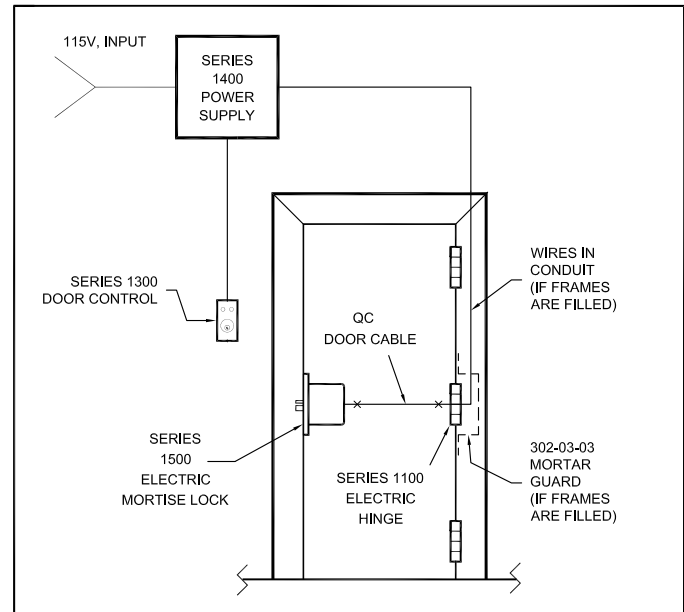 115V, INPUT
SERIES
1400
POWER
SUPPLY
SERIES 1300
DOOR CONTROL
WIRES IN
CONDUIT
(IF FRAMES
ARE FILLED)
QC
DOOR CABLE
SERIES
1500
ELECTRIC
MORTISE LOCK
SERIES 1100
ELECTRIC
HINGE
302-03-03
MORTAR
GUARD
(IF FRAMES
ARE FILLED)